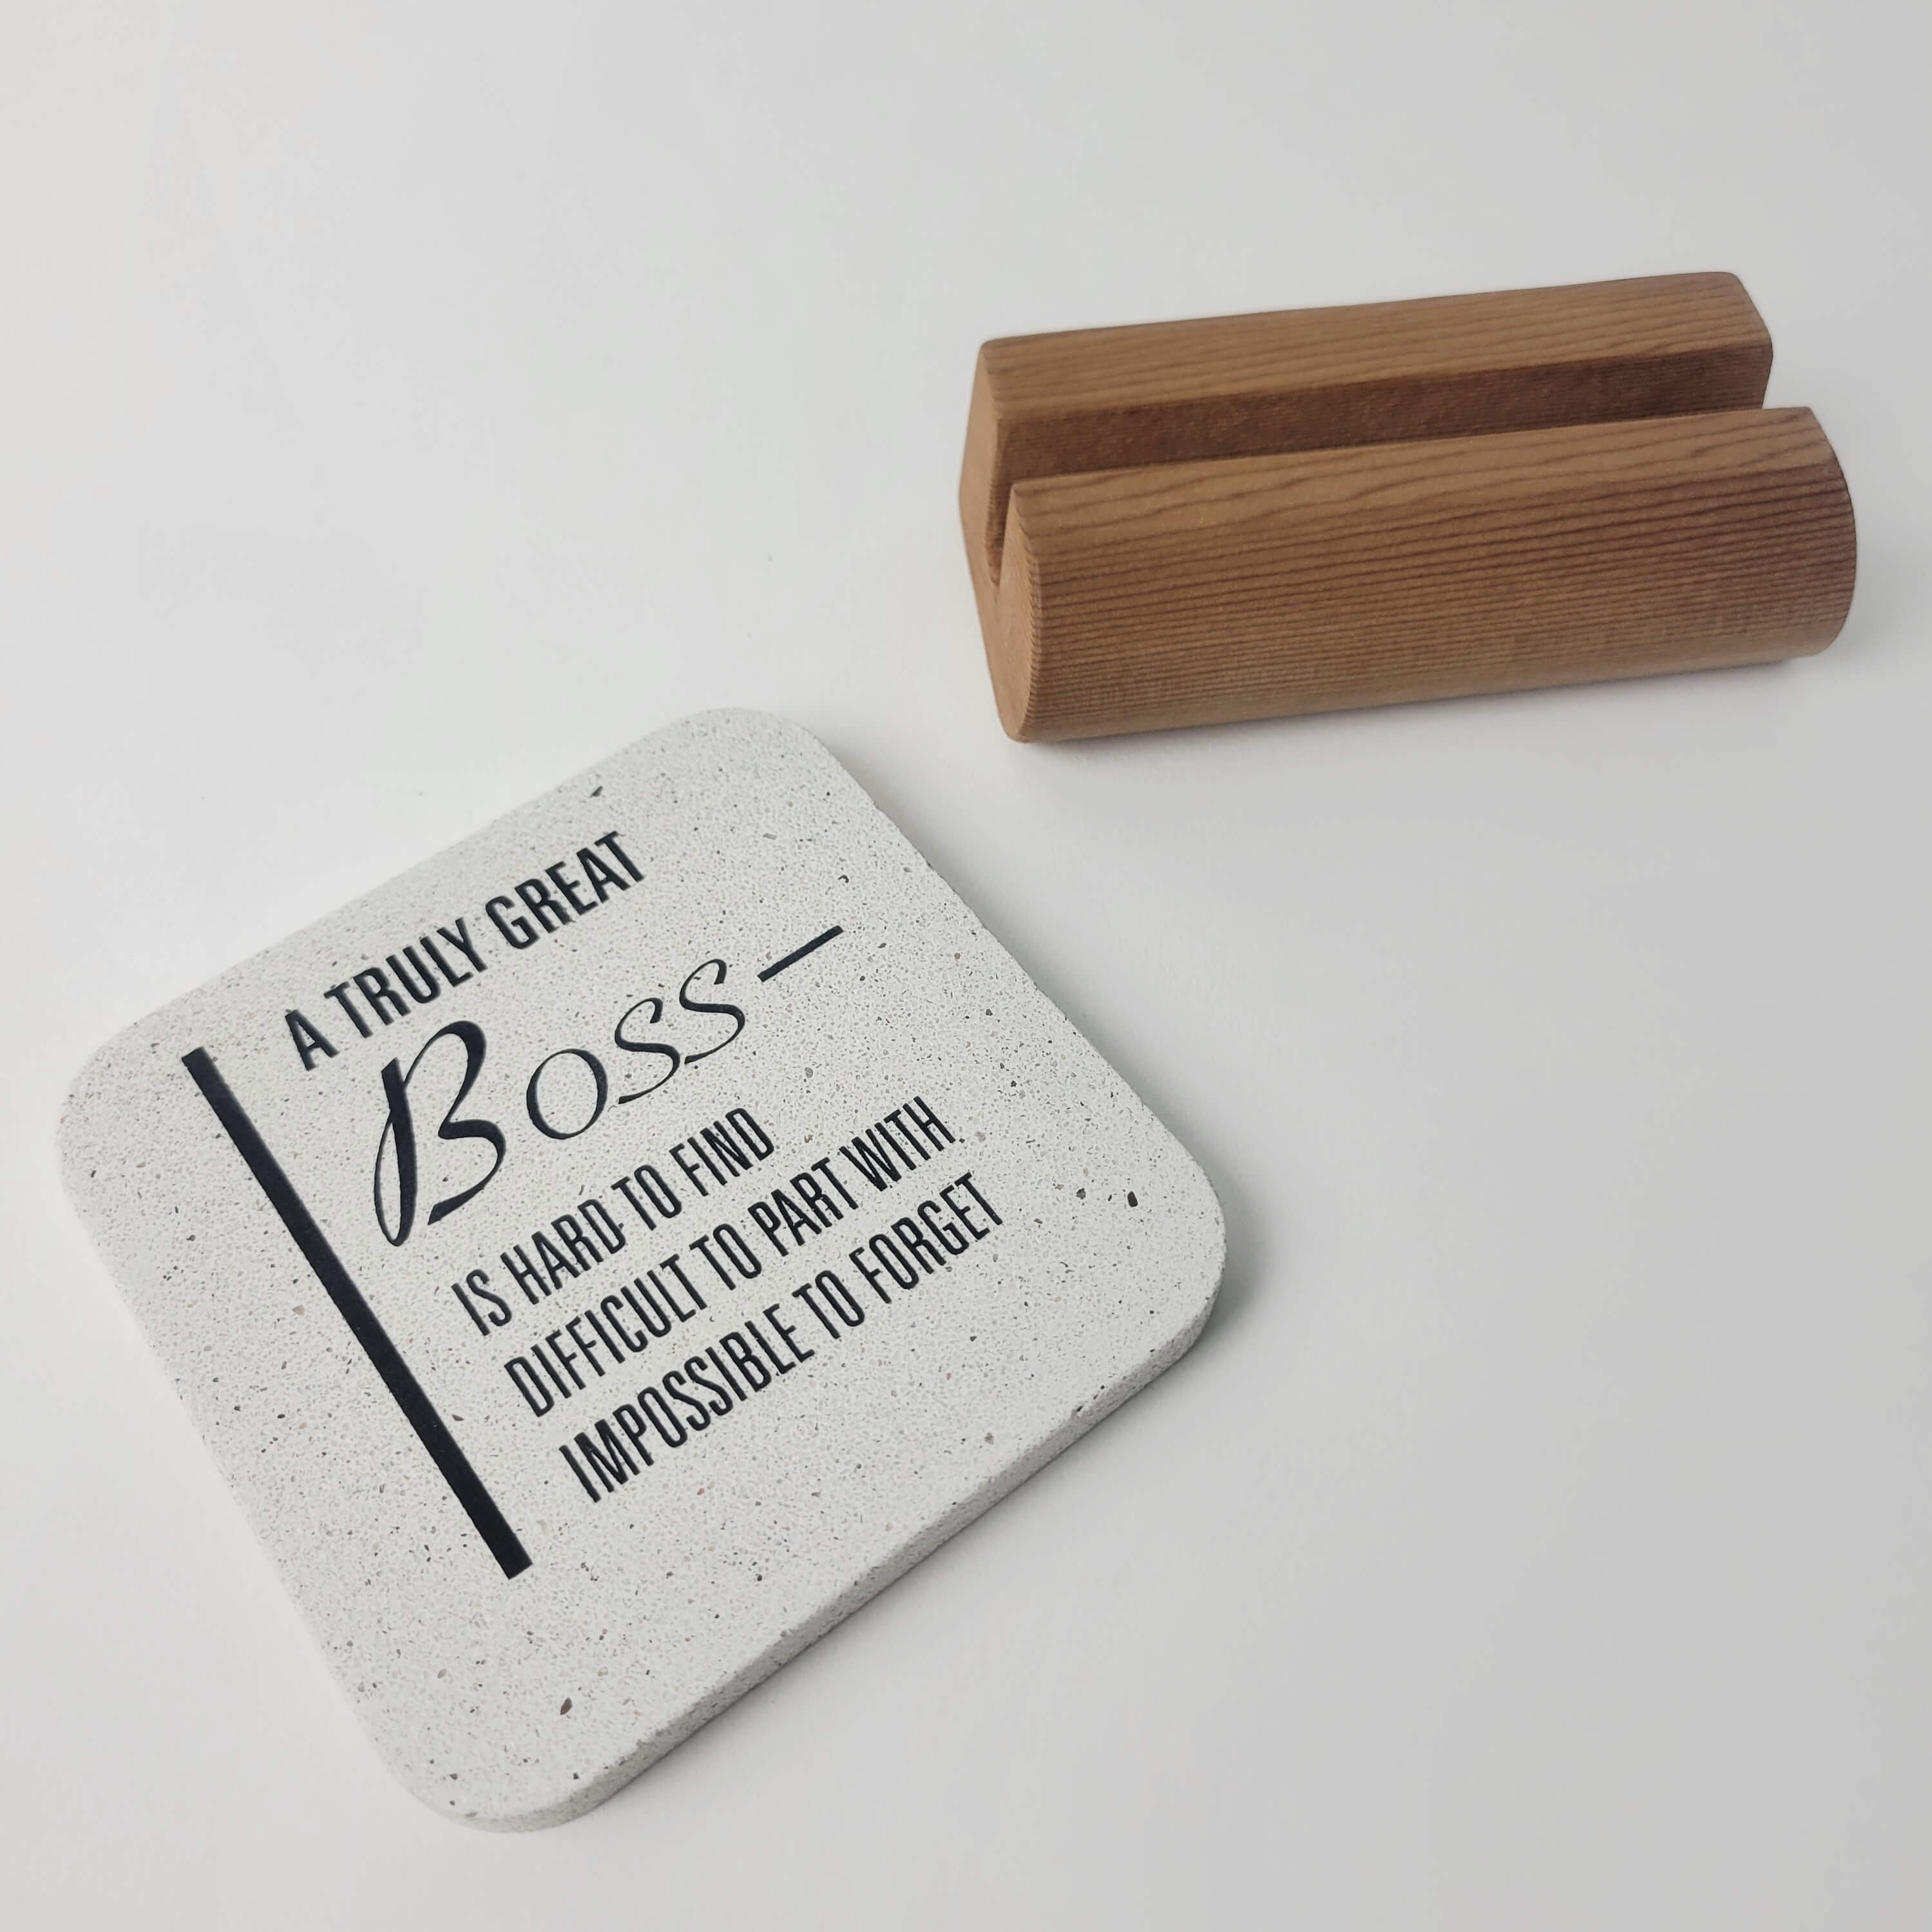 A TRULY GREAT
Boss —
IS HARD TO FIND
DIFFICULT TO PART WITH
IMPOSSIBLE TO FORGET